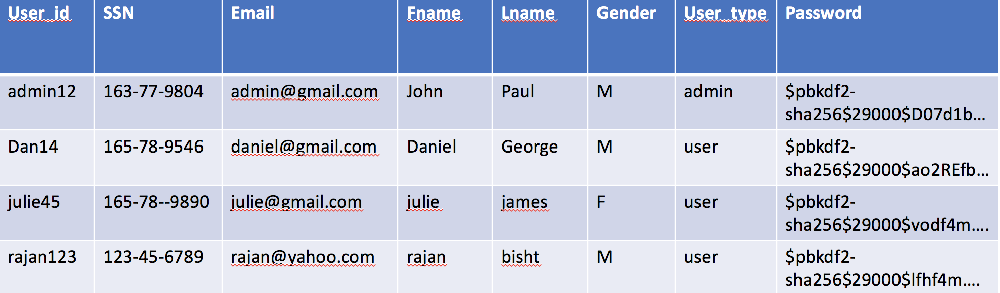 User_id SSN Email Fname Lname Gender User_type Password
admin12 163-77-9804 admin@gmail.com John Paul M admin $pbkdf2-
sha256$29000$D07d1b...
Dan14 165-78-9546 daniel@gmail.com Daniel George M user $pbkdf2-
sha256$29000$ao2REfb...
julie45 165-78--9890 julie@gmail.com julie james F user $pbkdf2-
sha256$29000$vodf4m....
rajan123 123-45-6789 rajan@yahoo.com rajan bisht M user $pbkdf2-
sha256$29000$lfhf4m....